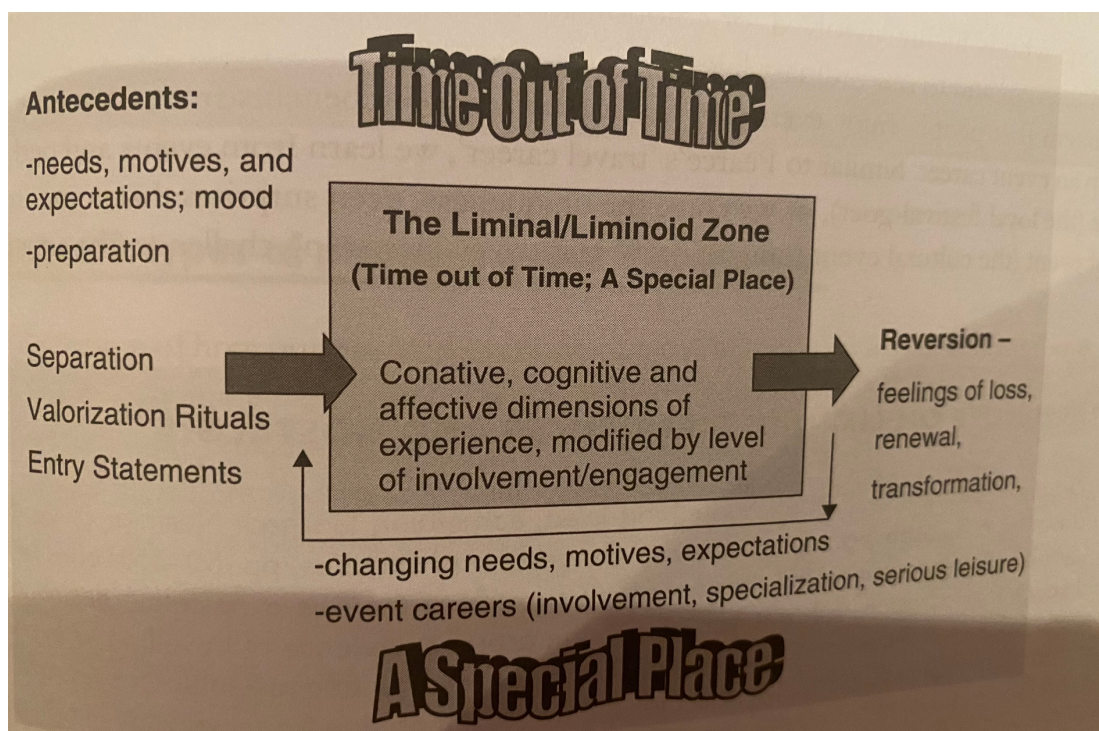 Time Out of Time
Antecedents:
-needs, motives, and
expectations; mood
-preparation
The Liminal/Liminoid Zone
(Time out of Time; A Special Place)
Separation
Valorization Rituals
Entry Statements
Conative, cognitive and
affective dimensions of
experience, modified by level
of involvement/engagement
Reversion –
feelings of loss,
renewal,
transformation,
-changing needs, motives, expectations
-event careers (involvement, specialization, serious leisure)
A Special Place